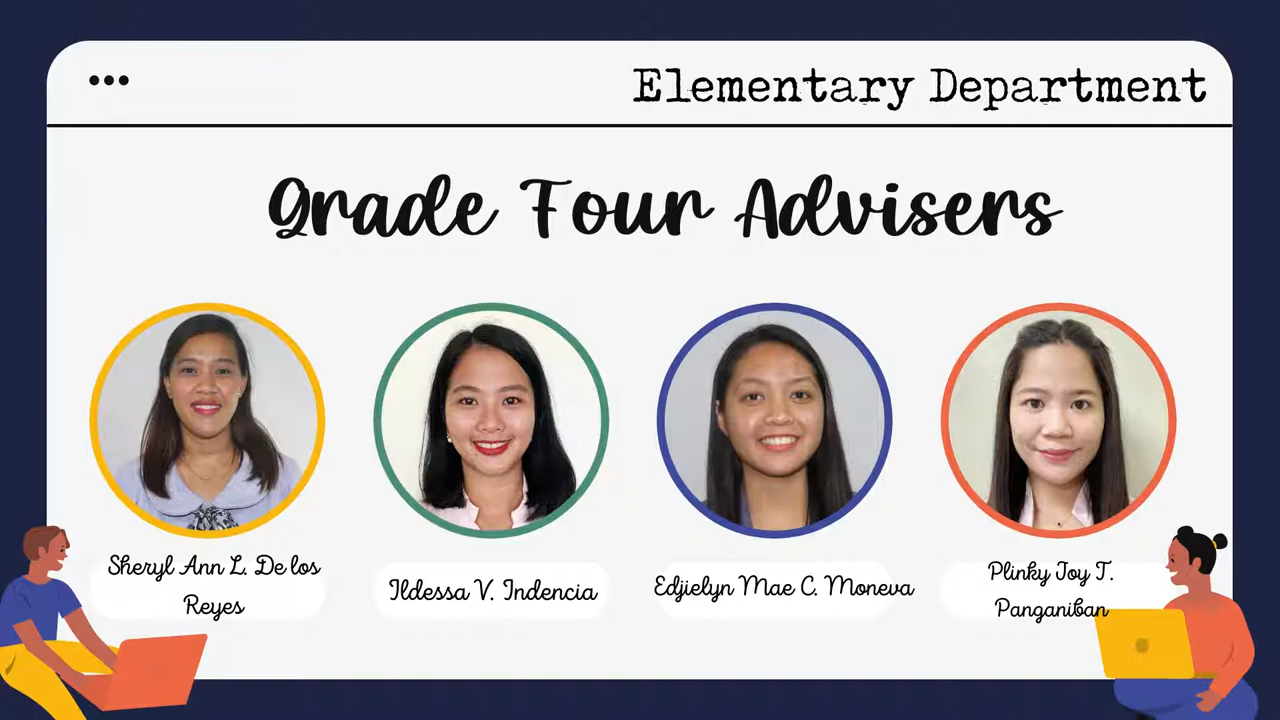 Elementary Department
Grade Four Advisers
Sheryl Ann L. De los
Reyes
Ildessa V. Indencia
Edjielyn Mae C. Moneva
Plinky Joy T.
Panganiban